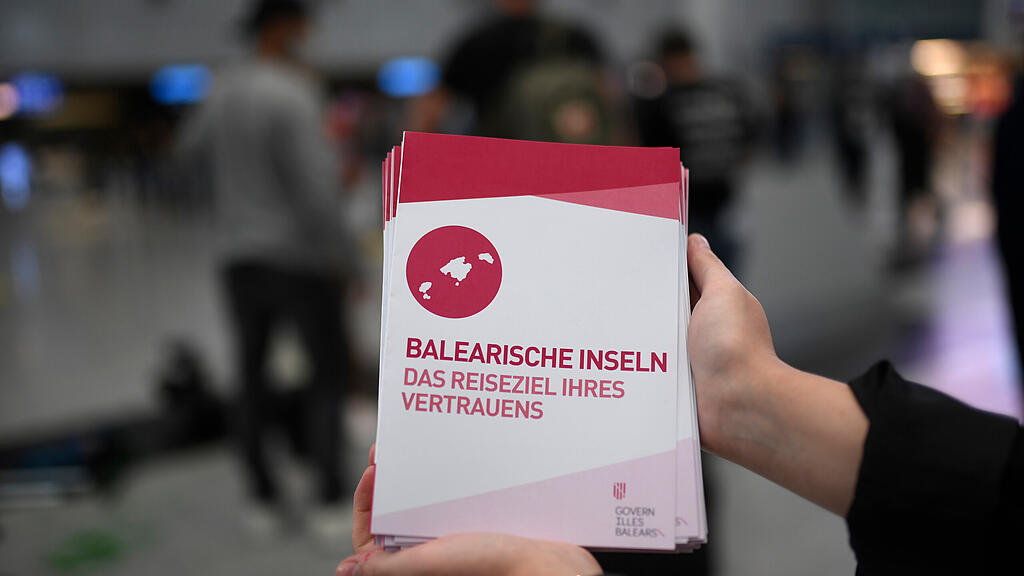 BALEARISCHE INSELN
DAS REISEZIEL IHRES
VERTRAUENS
GOVERN
ILLES
BALEARS